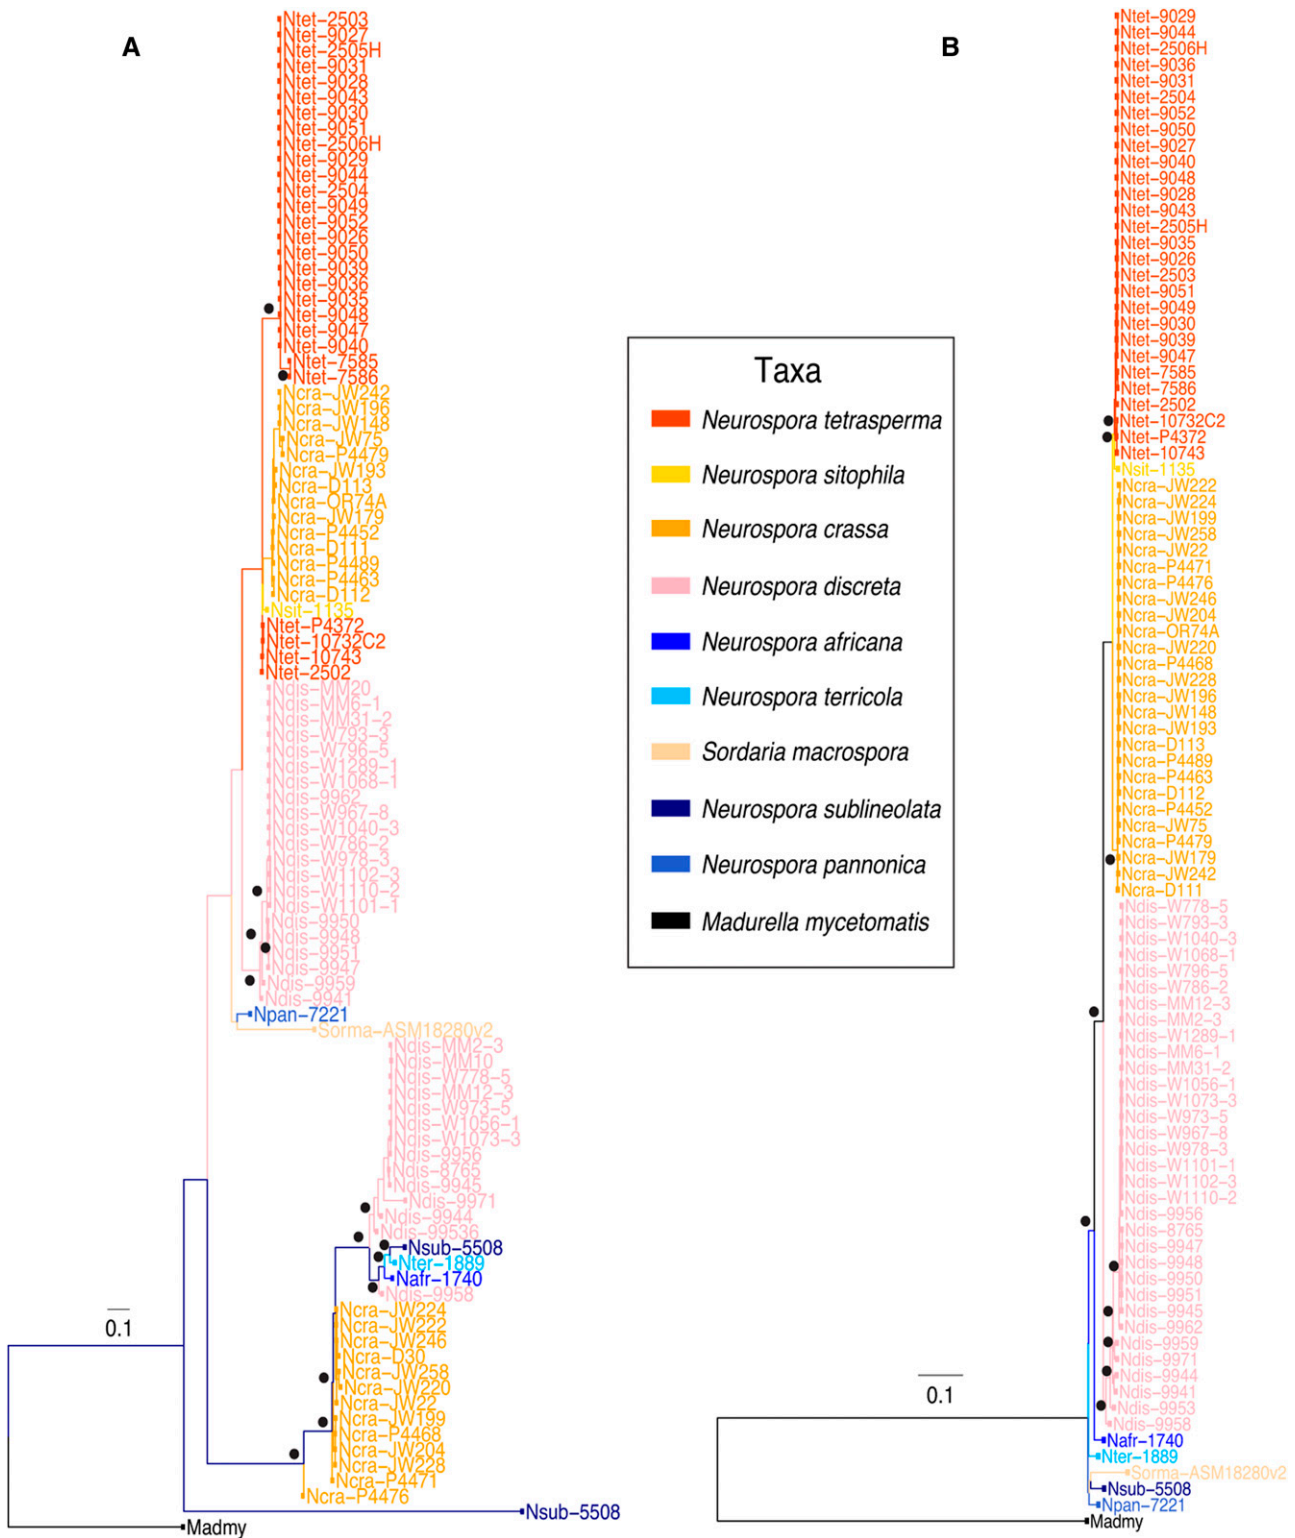 A
Ntet-2503
Ntet-9027
Ntet-2505H
Ntet-9031
Ntet-9028
Ntet-9043
Ntet-9030
Ntet-9051
Ntet-2506H
Ntet-9029
Ntet-9044
Ntet-2504
Ntet-9049
Ntet-9052
Ntet-9026
Ntet-9050
Ntet-9039
Ntet-9036
Ntet-9035
Ntet-9048
Ntet-9047
Ntet-9040
Ntet-7585
Ntet-7586
Ncra-JW242
Ncra-JW196
Ncra-JW148
Ncra-JW75
Ncra-P4479
Ncra-JW193
Ncra-D113
Ncra-OR74A
Ncra-JW179
Ncra-P4452
Ncra-D111
Ncra-P4489
Ncra-P4463
Ncra-D112
Nsit-1135
Ntet-P4372
Ntet-10732C2
Ntet-10743
Ntet-2502
Ndis-MM20
Ndis-MM6-1
Ndis-MM31-2
Ndis-W793-3
Ndis-W796-5
Ndis-W1289-1
Ndis-W1068-1
Ndis-9962
Ndis-W967-8
Ndis-W1040-3
Ndis-W786-2
Ndis-W978-3
Ndis-W1102-3
Ndis-W1110-2
Ndis-W1101-1
Ndis-9950
Ndis-9948
Ndis-9951
Ndis-9947
Ndis-9959
Ndis-9941
Npan-7221
Sorma-ASM18280v2
Ndis-MM2-3
Ndis-MM10
Ndis-W778-5
Ndis-MM12-3
Ndis-W973-5
Ndis-W1056-1
Ndis-W1073-3
Ndis-9956
Ndis-8765
Ndis-9945
Ndis-9971
Ndis-9944
Ndis-99536
Nsub-5508
Nter-1889
Nafr-1740
Ndis-9958
Ncra-JW224
Ncra-JW222
Ncra-JW246
Ncra-D30
Ncra-JW258
Ncra-JW220
Ncra-JW22
Ncra-JW199
Ncra-P4468
Ncra-JW204
Ncra-JW228
Ncra-P4471
Ncra-P4476
Nsub-5508
Madmy
0.1
Taxa
Neurospora tetrasperma
Neurospora sitophila
Neurospora crassa
Neurospora discreta
Neurospora africana
Neurospora terricola
Sordaria macrospora
Neurospora sublineolata
Neurospora pannonica
Madurella mycetomatis
B
Ntet-9029
Ntet-9044
Ntet-2506H
Ntet-9036
Ntet-9031
Ntet-2504
Ntet-9052
Ntet-9050
Ntet-9027
Ntet-9040
Ntet-9048
Ntet-9028
Ntet-9043
Ntet-2505H
Ntet-9035
Ntet-9026
Ntet-2503
Ntet-9051
Ntet-9049
Ntet-9030
Ntet-9039
Ntet-9047
Ntet-7585
Ntet-7586
Ntet-2502
Ntet-10732C2
Ntet-P4372
Ntet-10743
Nsit-1135
Ncra-JW222
Ncra-JW224
Ncra-JW199
Ncra-JW258
Ncra-JW22
Ncra-P4471
Ncra-P4476
Ncra-JW246
Ncra-JW204
Ncra-OR74A
Ncra-JW220
Ncra-P4468
Ncra-JW228
Ncra-JW196
Ncra-JW148
Ncra-JW193
Ncra-D113
Ncra-P4489
Ncra-P4463
Ncra-D112
Ncra-P4452
Ncra-JW75
Ncra-P4479
Ncra-JW179
Ncra-JW242
Ncra-D111
Ndis-W778-5
Ndis-W793-3
Ndis-W1040-3
Ndis-W1068-1
Ndis-W796-5
Ndis-W786-2
Ndis-MM12-3
Ndis-MM2-3
Ndis-W1289-1
Ndis-MM6-1
Ndis-MM31-2
Ndis-W1056-1
Ndis-W1073-3
Ndis-W973-5
Ndis-W967-8
Ndis-W978-3
Ndis-W1101-1
Ndis-W1102-3
Ndis-W1110-2
Ndis-9956
Ndis-8765
Ndis-9947
Ndis-9948
Ndis-9950
Ndis-9951
Ndis-9945
Ndis-9962
Ndis-9959
Ndis-9971
Ndis-9944
Ndis-9941
Ndis-9953
Ndis-9958
Nafr-1740
Nter-1889
Sorma-ASM18280v2
Nsub-5508
Npan-7221
Madmy
0.1